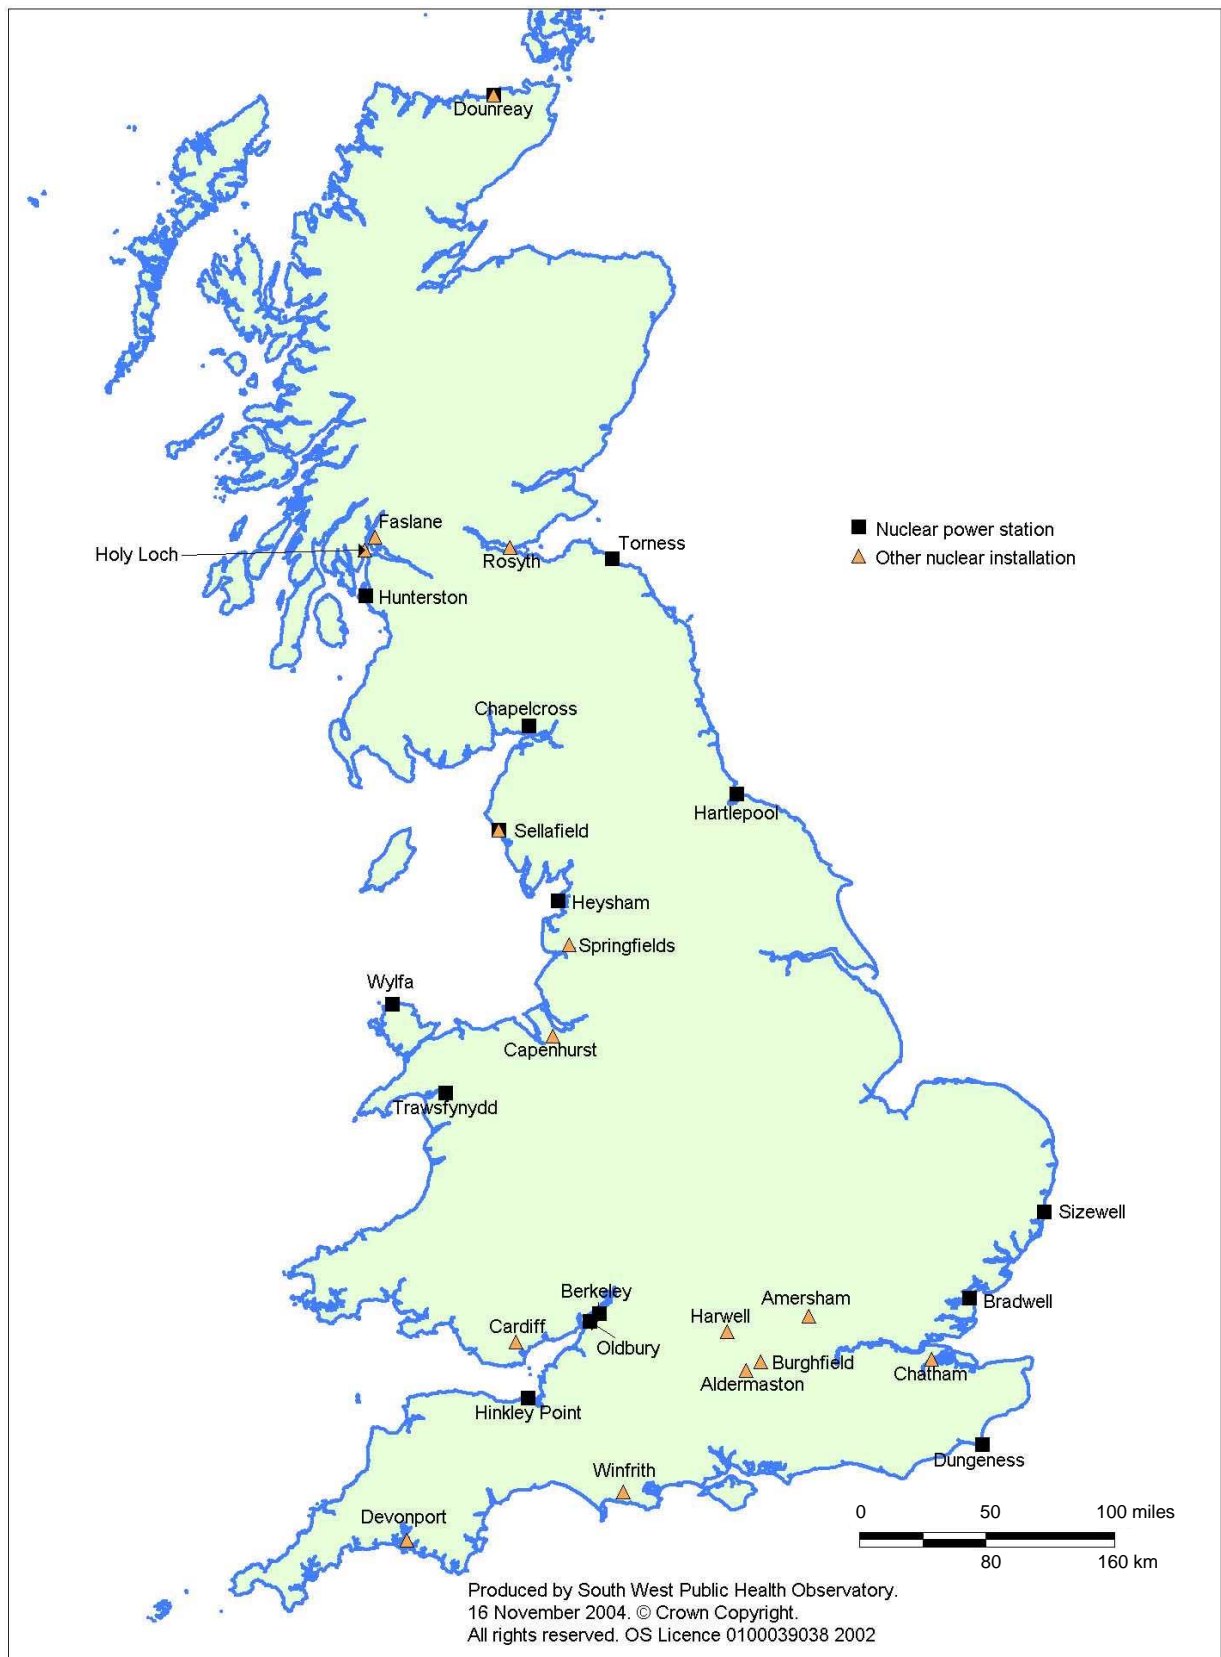 Dounreay
Faslane
Holy Loch
Rosyth
Torness
Nuclear power station
Other nuclear installation
Hunterston
Chapelcross
Hartlepool
Sellafield
Heysham
Springfields
Wylfa
Capenhurst
Trawsfynydd
Sizewell
Berkeley
Bradwell
Amersham
Harwell
Cardiff
Oldbury
Burghfield
Chatham
Aldermaston
Hinkley Point
Dungeness
Winfrith
Devonport
0 50 100 miles
80 160 km
Produced by South West Public Health Observatory.
16 November 2004. © Crown Copyright.
All rights reserved. OS Licence 0100039038 2002